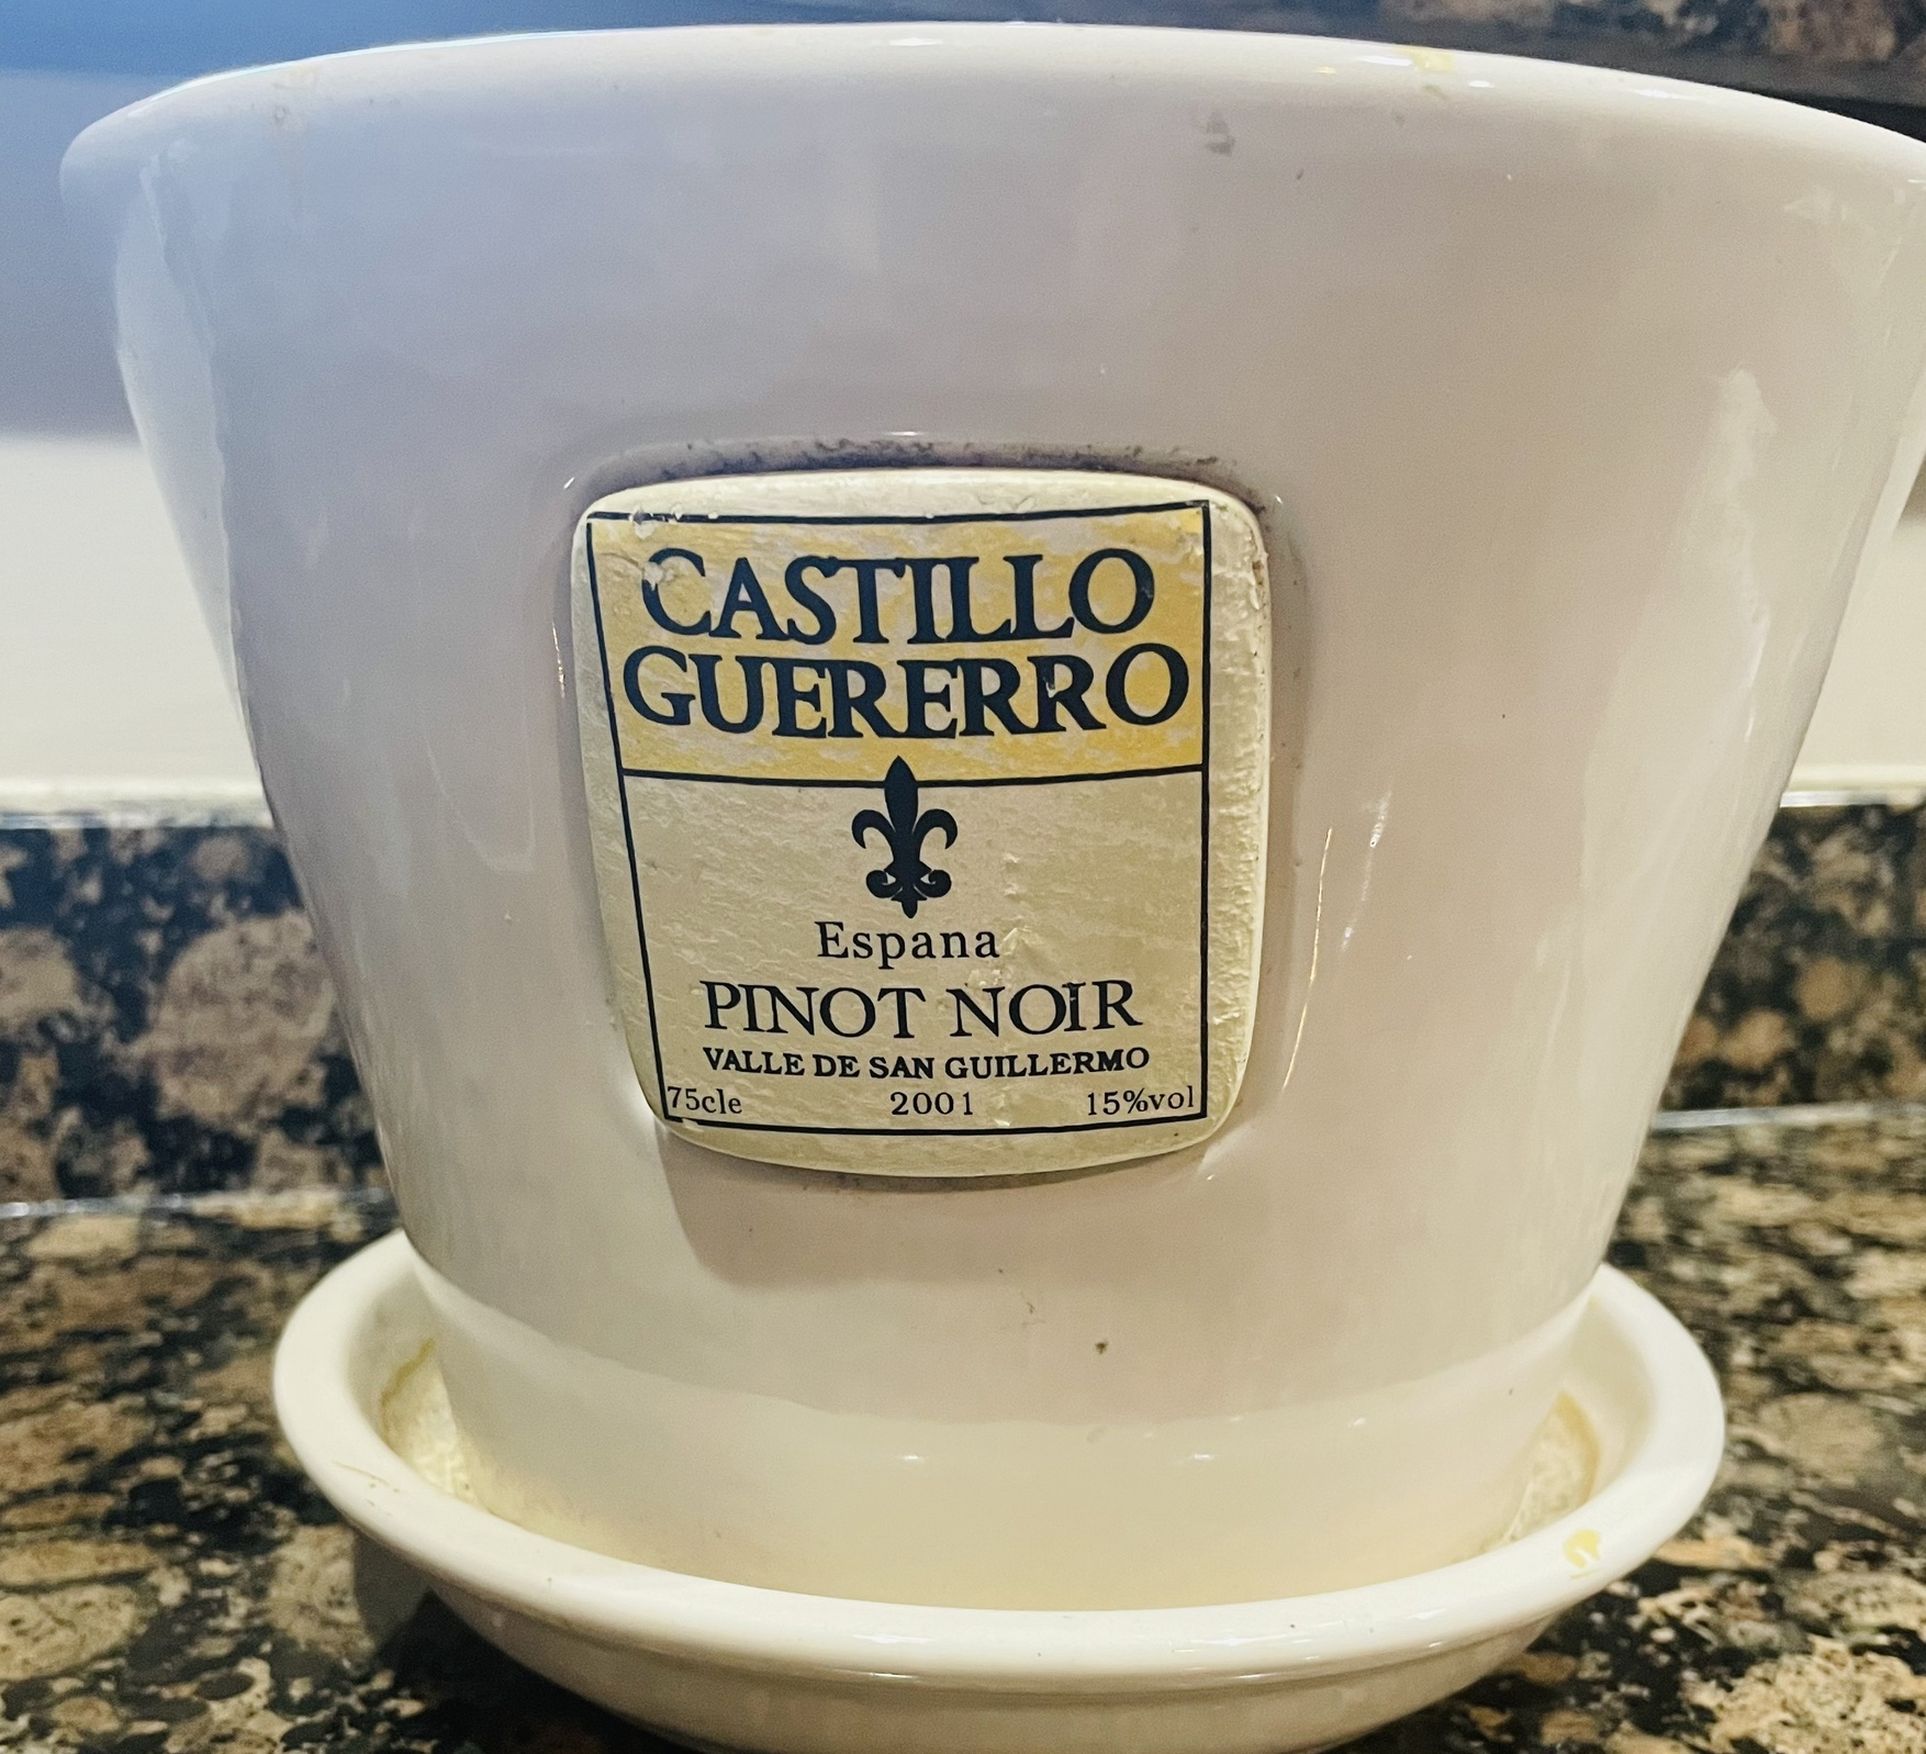 CASTILLO
GUERERRO
Espana
PINOT NOIR
VALLE DE SAN GUILLERMO
75cle 2001 15%vol